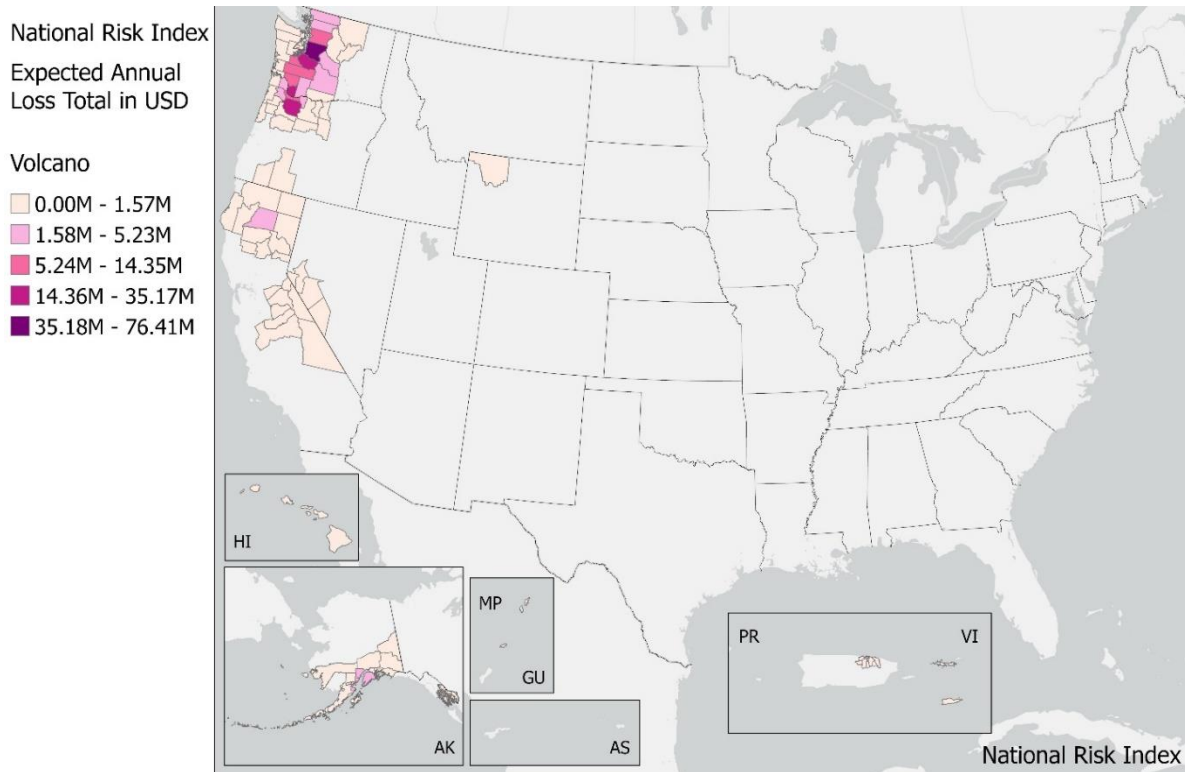 National Risk Index
Expected Annual
Loss Total in USD
Volcano
0.00M - 1.57M
1.58M - 5.23M
5.24M - 14.35M
14.36M - 35.17M
35.18M - 76.41M
HI
AK
MP
GU
AS
PR
VI
National Risk Index